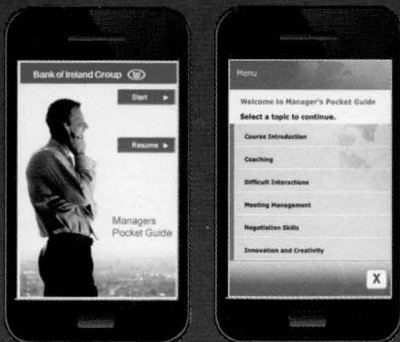 Bank of Ireland Group
Start
Resume
Managers
Pocket Guide
Menu
Welcome to Manager's Pocket Guide
Select a topic to continue.
Course Introduction
Coaching
Difficult Interactions
Meeting Management
Negotiation Skills
Innovation and Creativity
X